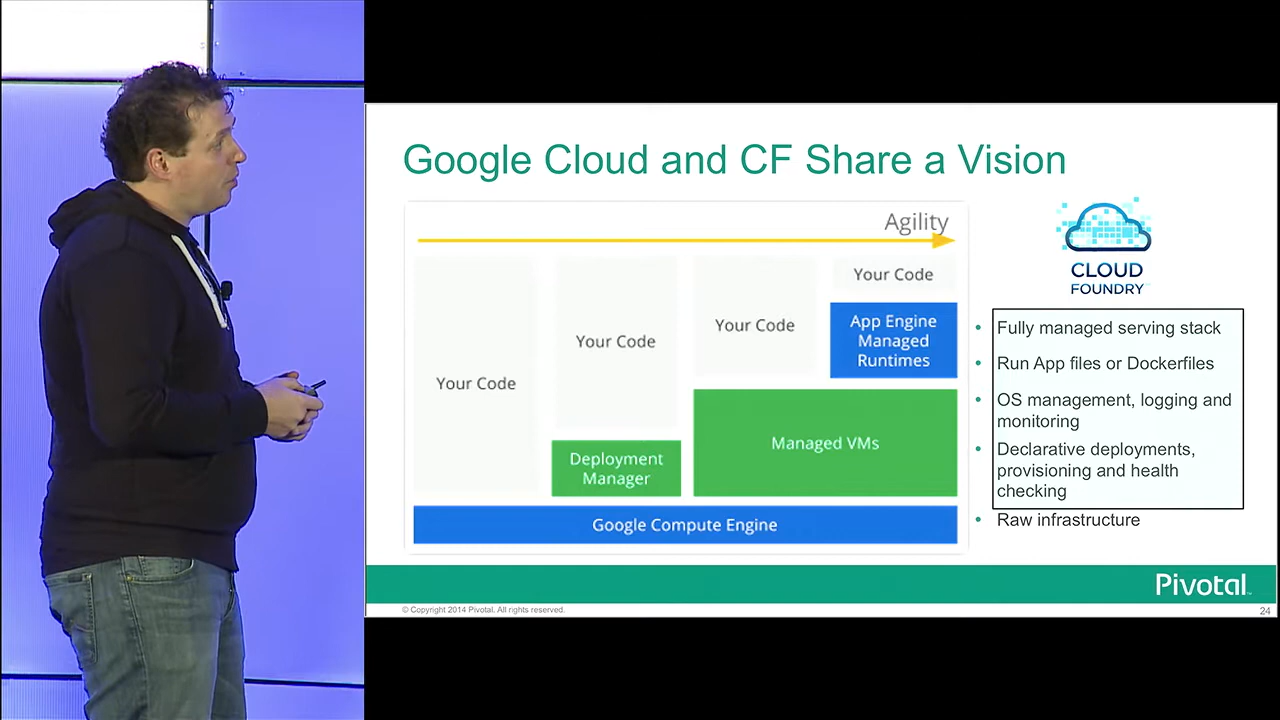 Google Cloud and CF Share a Vision
Agility
Your Code
Your Code
Your Code
Your Code
App Engine
Managed
Runtimes
Managed VMs
Deployment
Manager
Google Compute Engine
CLOUD
FOUNDRY
• Fully managed serving stack
• Run App files or Dockerfiles
• OS management, logging and
monitoring
• Declarative deployments,
provisioning and health
checking
• Raw infrastructure
Pivotal™
© Copyright 2014 Pivotal. All rights reserved.
24